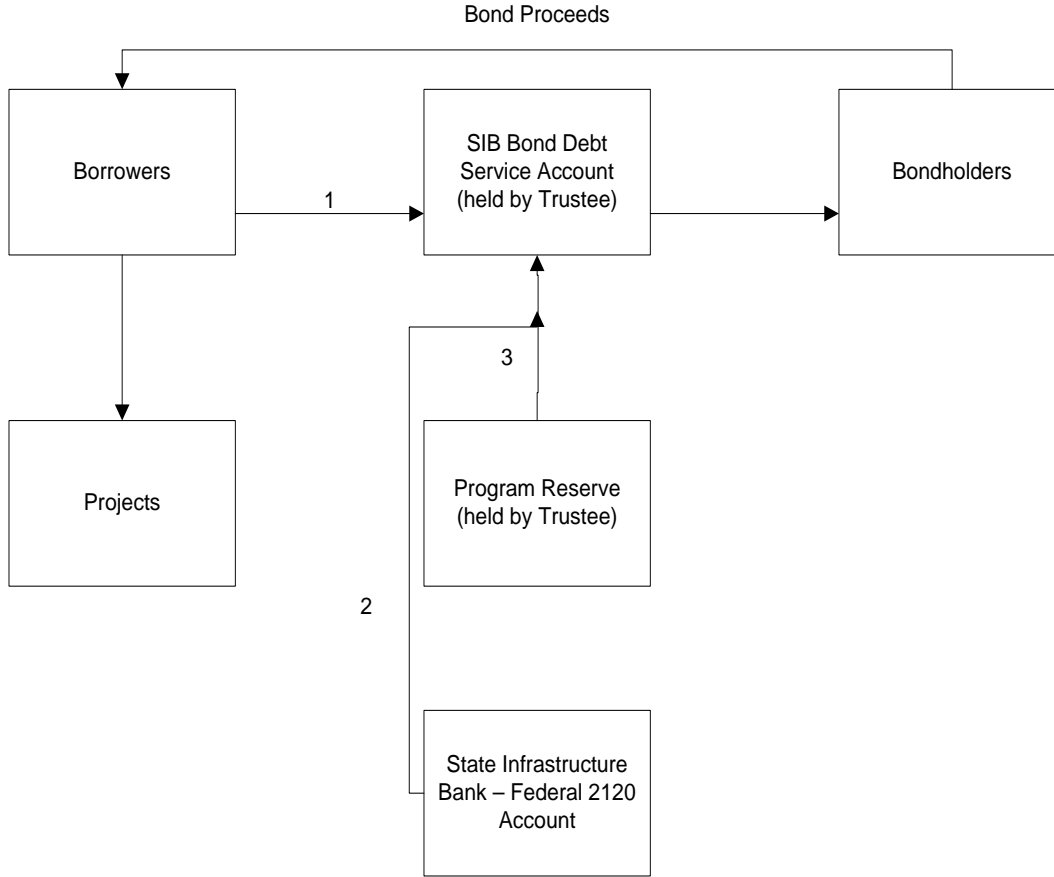 Bond Proceeds
Borrowers
SIB Bond Debt
Service Account
(held by Trustee)
Bondholders
1
3
Projects
Program Reserve
(held by Trustee)
2
State Infrastructure
Bank – Federal 2120
Account